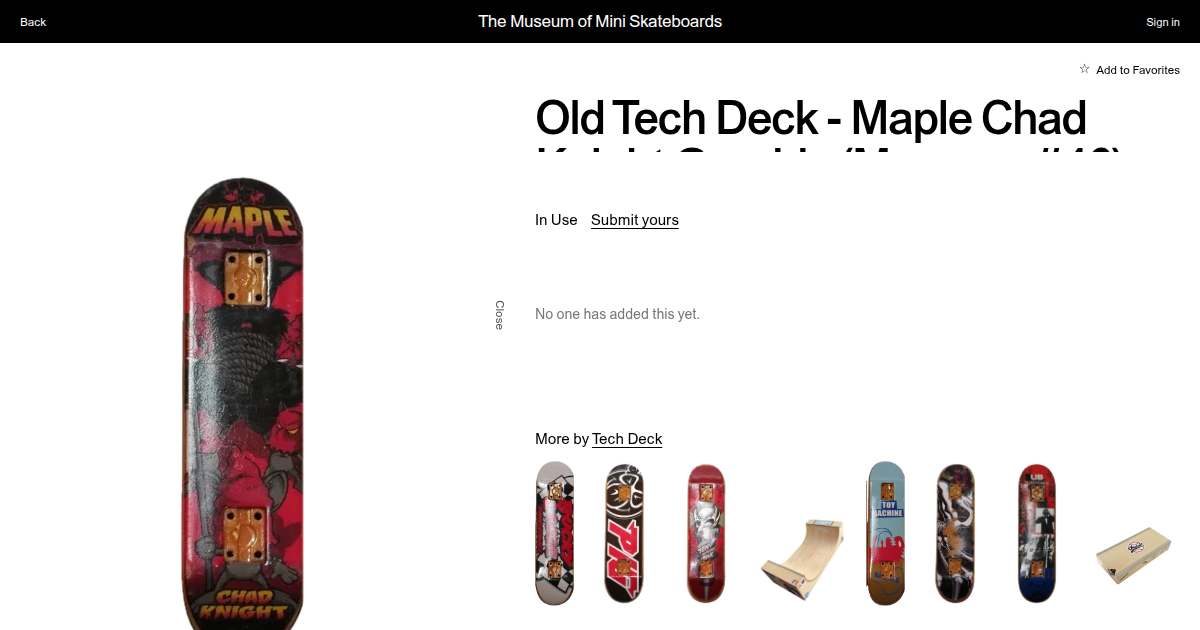 Back
The Museum of Mini Skateboards
Sign in
☆ Add to Favorites
Old Tech Deck - Maple Chad
MAPLE
In Use Submit yours
Close
No one has added this yet.
CHAD
KNIGHT
More by Tech Deck
TOY
MACHINE